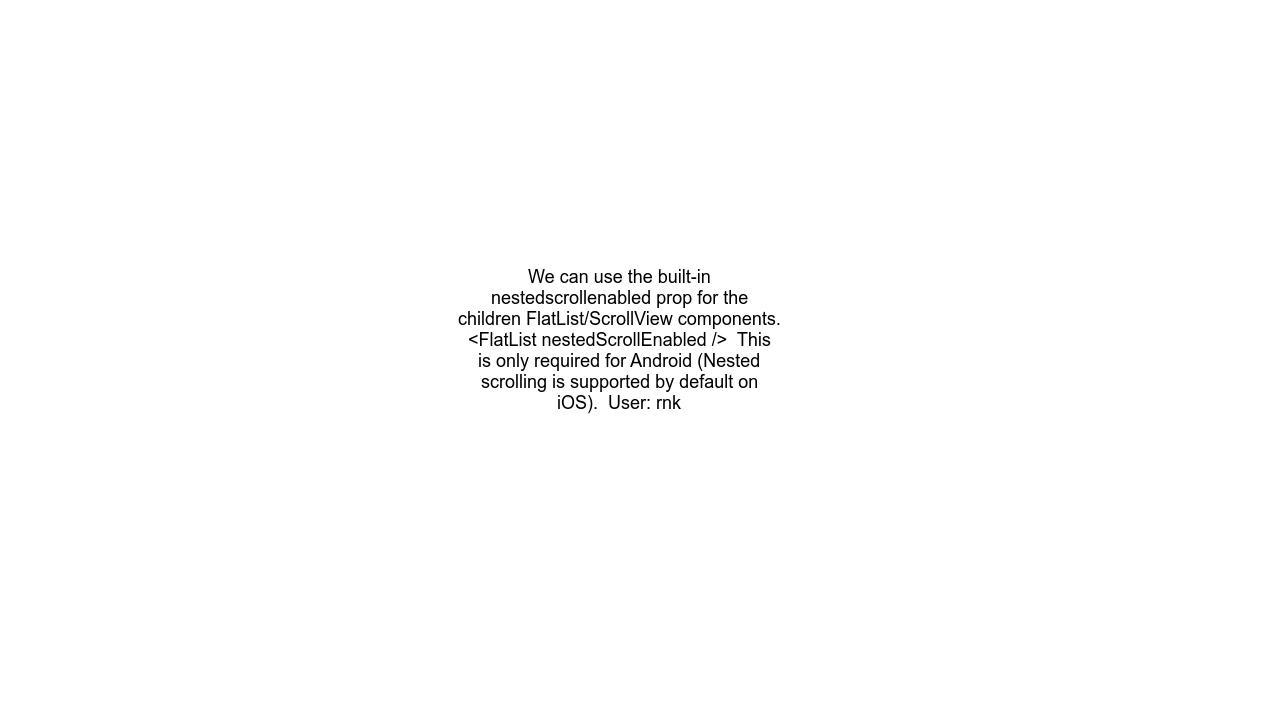 We can use the built-in
nestedscrollenabled prop for the
children FlatList/ScrollView components.
<FlatList nestedScrollEnabled />  This
is only required for Android (Nested
scrolling is supported by default on
iOS).  User: rnk